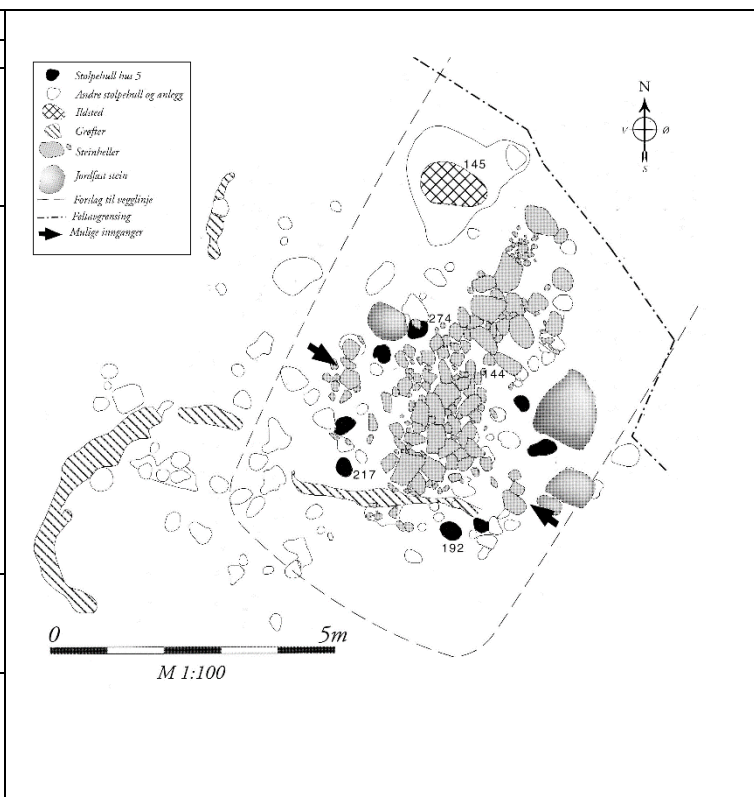 Stolpehull hus 5
Andre stolpehull og anlegg
Ildsted
Grøfter
Steinheller
Jordfast stein
Forslag til vegglinje
Feltavgrensing
Mulige innganger
N
V Ø
S
145
274
144
217
192
0 5m
M 1:100